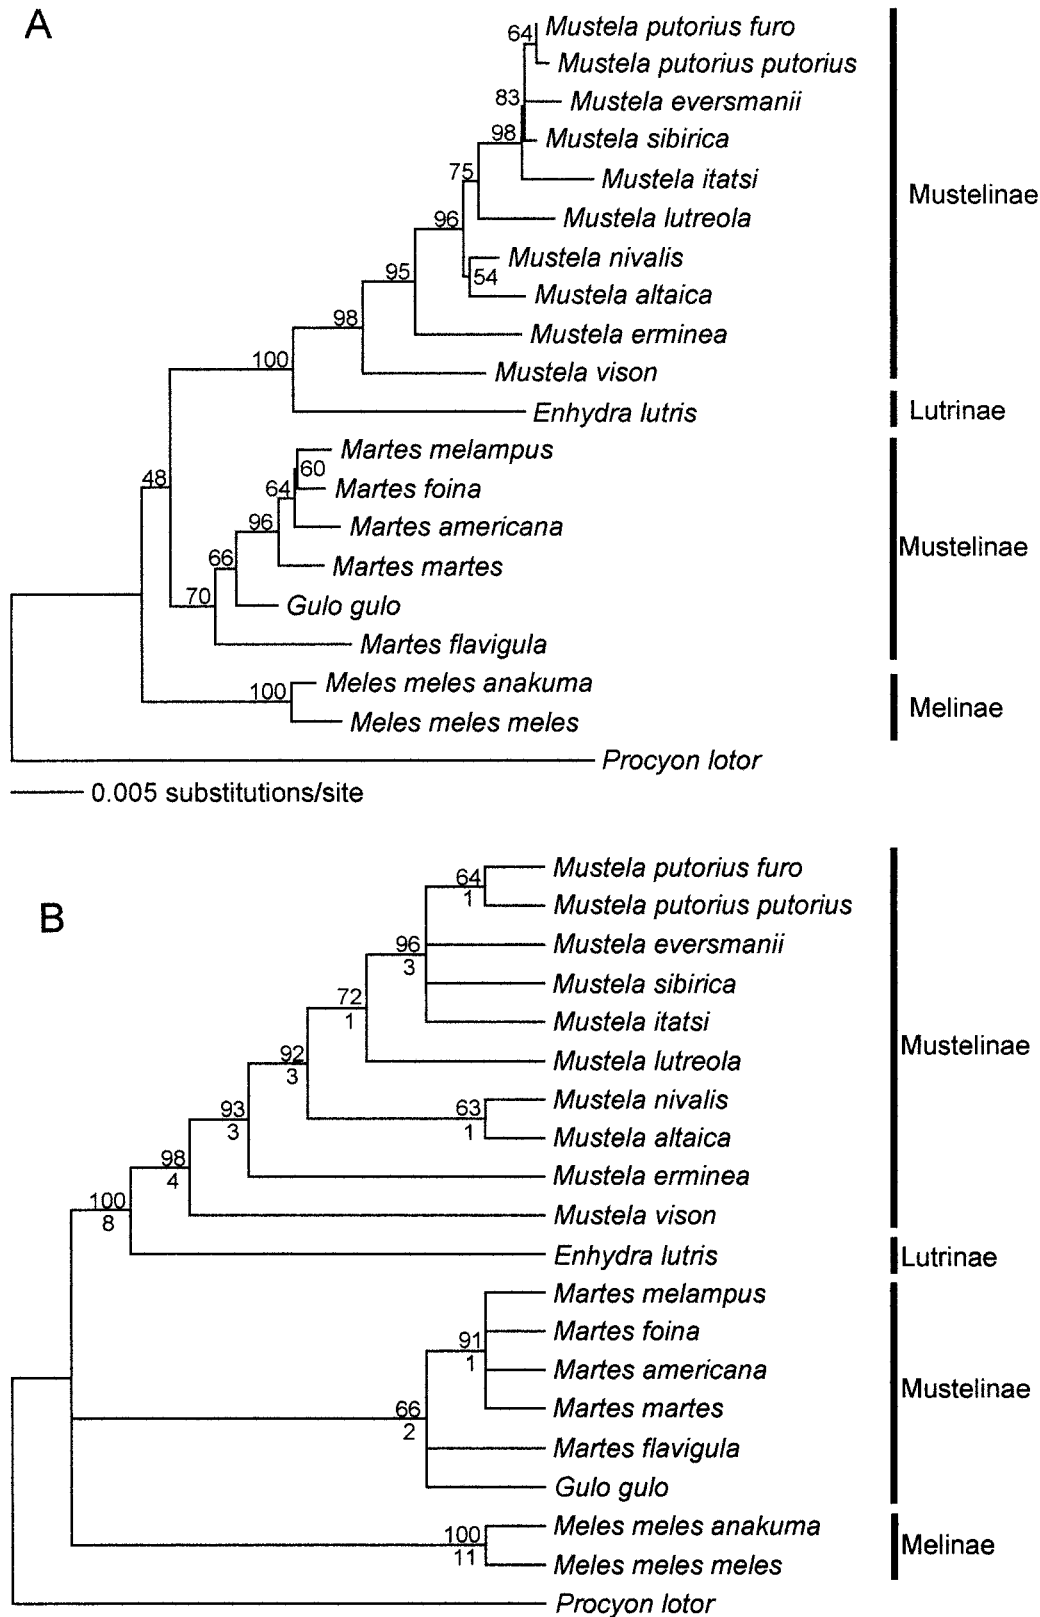 A
64 Mustela putorius furo
Mustela putorius putorius
83 Mustela eversmanii
98 Mustela sibirica
75 Mustela itatsi
Mustelinae
96 Mustela lutreola
Mustela nivalis
95 54
Mustela altaica
98 Mustela erminea
100 Mustela vison
Enhydra lutris Lutrinae
Martes melampus
60
48 64 Martes foina
96 Martes americana
Mustelinae
66 Martes martes
70 Gulo gulo
Martes flavigula
100 Meles meles anakuma
Melinae
Meles meles meles
Procyon lotor
0.005 substitutions/site
B
64 Mustela putorius furo
1 Mustela putorius putorius
96 Mustela eversmanii
3 Mustela sibirica
72 Mustela itatsi
1
Mustelinae
92 Mustela lutreola
3
93 63 Mustela nivalis
3 1 Mustela altaica
98 Mustela erminea
4
100 Mustela vison
8
Enhydra lutris Lutrinae
Martes melampus
91 Martes foina
1 Martes americana
Mustelinae
66 Martes martes
2 Martes flavigula
Gulo gulo
100 Meles meles anakuma
Melinae
11 Meles meles meles
Procyon lotor